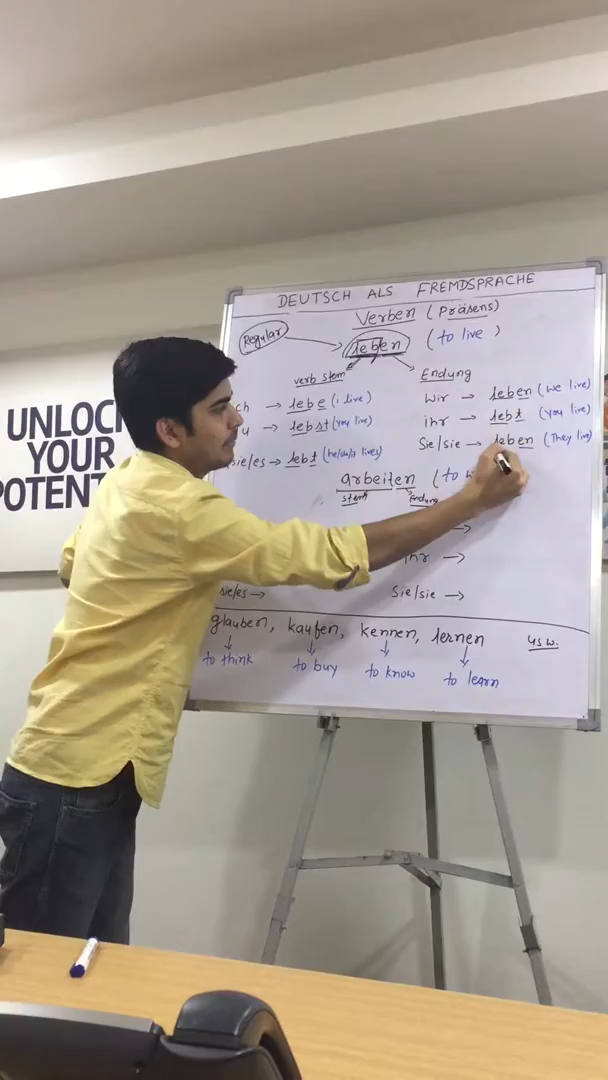 DEUTSCH ALS FREMDSPRACHE
Verben (Präsens)
Regular → leb/en (to live)
verb stem Endung
ch → lebe (i live) Wir → leben (we live)
u → lebst (you live) ihr → lebt (you live)
sie/es → lebt (he/she/it lives) Sie/sie → leben (They live)
arbeiten (to w
stem Endung
→
ihr →
sie/es → Sie/sie →
glauben, kaufen, kennen, lernen usw.
to think to buy to know to learn
UNLOCK
YOUR
POTENT